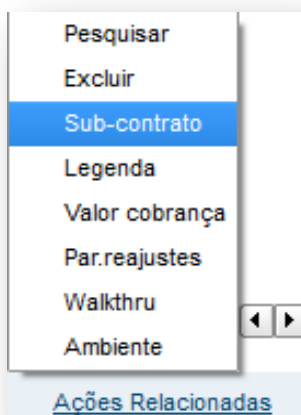 Pesquisar
Excluir
Sub-contrato
Legenda
Valor cobrança
Par.reajustes
Walkthru
Ambiente
Ações Relacionadas